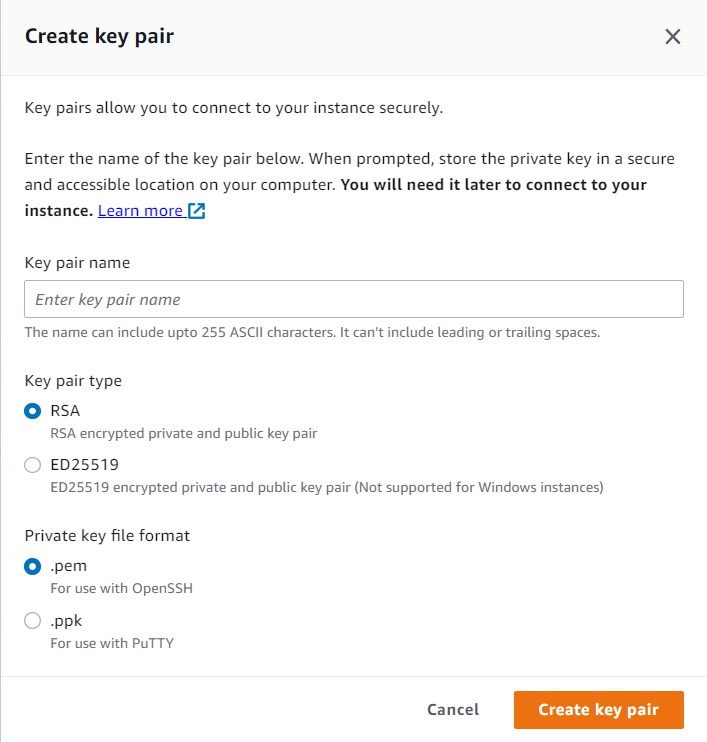 Create key pair
Key pairs allow you to connect to your instance securely.
Enter the name of the key pair below. When prompted, store the private key in a secure
and accessible location on your computer. You will need it later to connect to your
instance. Learn more
Key pair name
Enter key pair name
The name can include upto 255 ASCII characters. It can't include leading or trailing spaces.
Key pair type
RSA
RSA encrypted private and public key pair
ED25519
ED25519 encrypted private and public key pair (Not supported for Windows instances)
Private key file format
.pem
For use with OpenSSH
.ppk
For use with PuTTY
Cancel
Create key pair